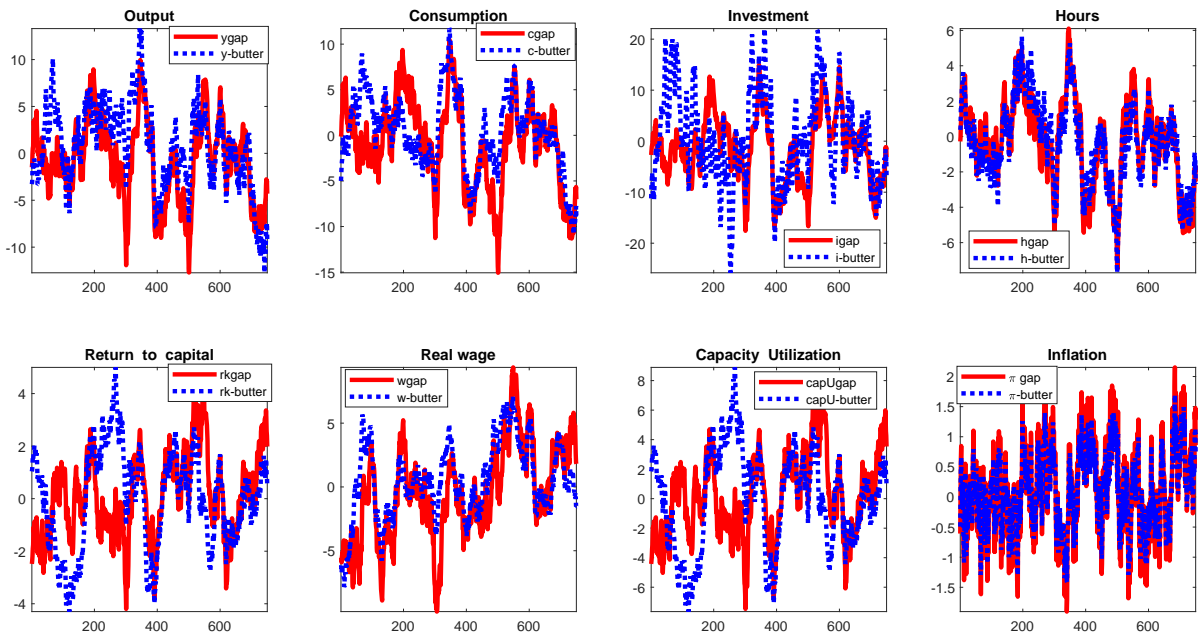 Output
ygap
y-butter
10
5
0
-5
-10
200 400 600
Consumption
cgap
c-butter
10
5
0
-5
-10
-15
200 400 600
Investment
igap
i-butter
20
10
0
-10
-20
200 400 600
Hours
hgap
h-butter
6
4
2
0
-2
-4
-6
200 400 600
Return to capital
rkgap
rk-butter
4
2
0
-2
-4
200 400 600
Real wage
wgap
w-butter
5
0
-5
200 400 600
Capacity Utilization
capUgap
capU-butter
8
6
4
2
0
-2
-4
-6
200 400 600
Inflation
π gap
π-butter
2
1.5
1
0.5
0
-0.5
-1
-1.5
200 400 600